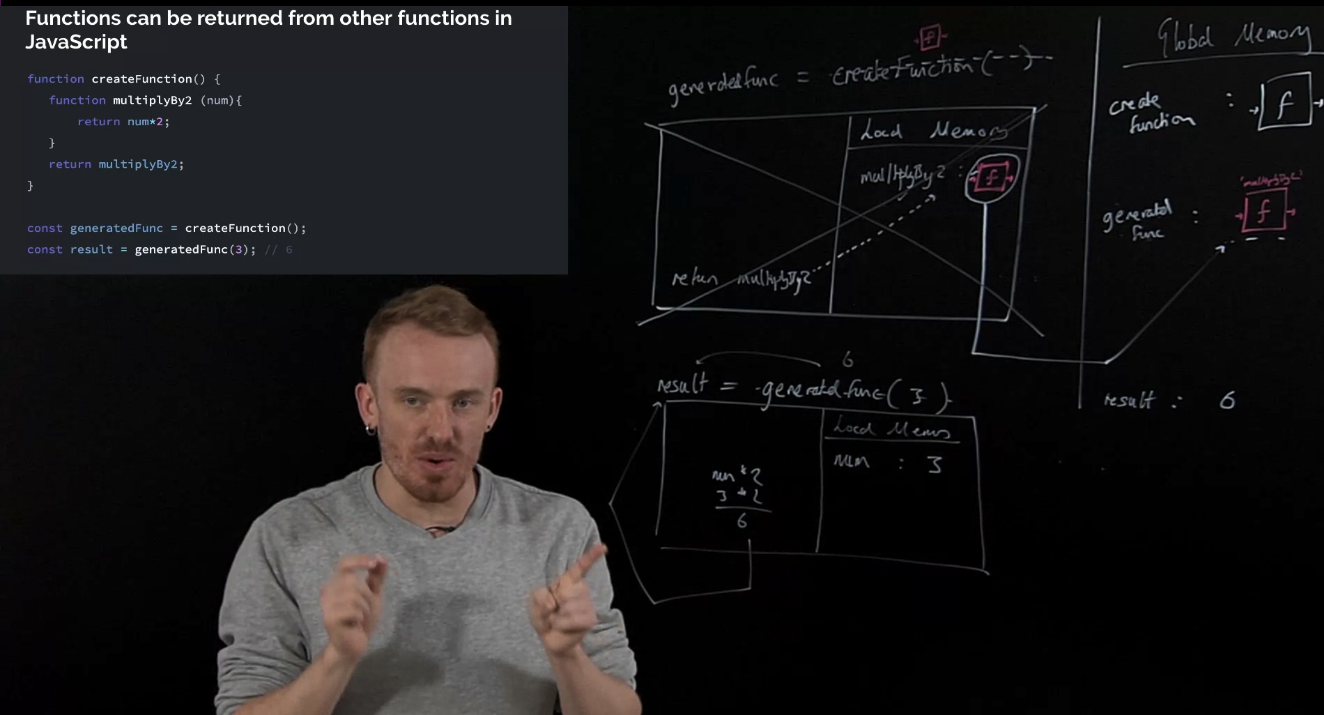 Functions can be returned from other functions in
JavaScript
function createFunction() {
function multiplyBy2 (num){
return num*2;
}
return multiplyBy2;
}
const generatedFunc = createFunction();
const result = generatedFunc(3); // 6
f
generatedfunc = createFunction(--)--
Local Memory
multiplyBy2 : f
retun multiplyBy2
6
result = generatedfunc( 3 )
Local Memory
num : 3
num * 2
3 * 2
6
Global Memory
create
function : f
'multiplyBy2'
generated
func : f
result : 6